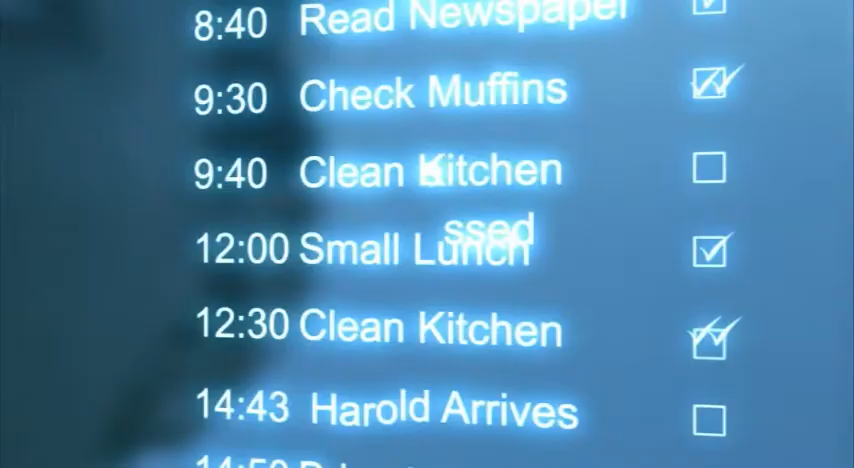 8:40 Read Newspaper
9:30 Check Muffins
9:40 Clean Kitchen
ssed
12:00 Small Lunch
12:30 Clean Kitchen
14:43 Harold Arrives